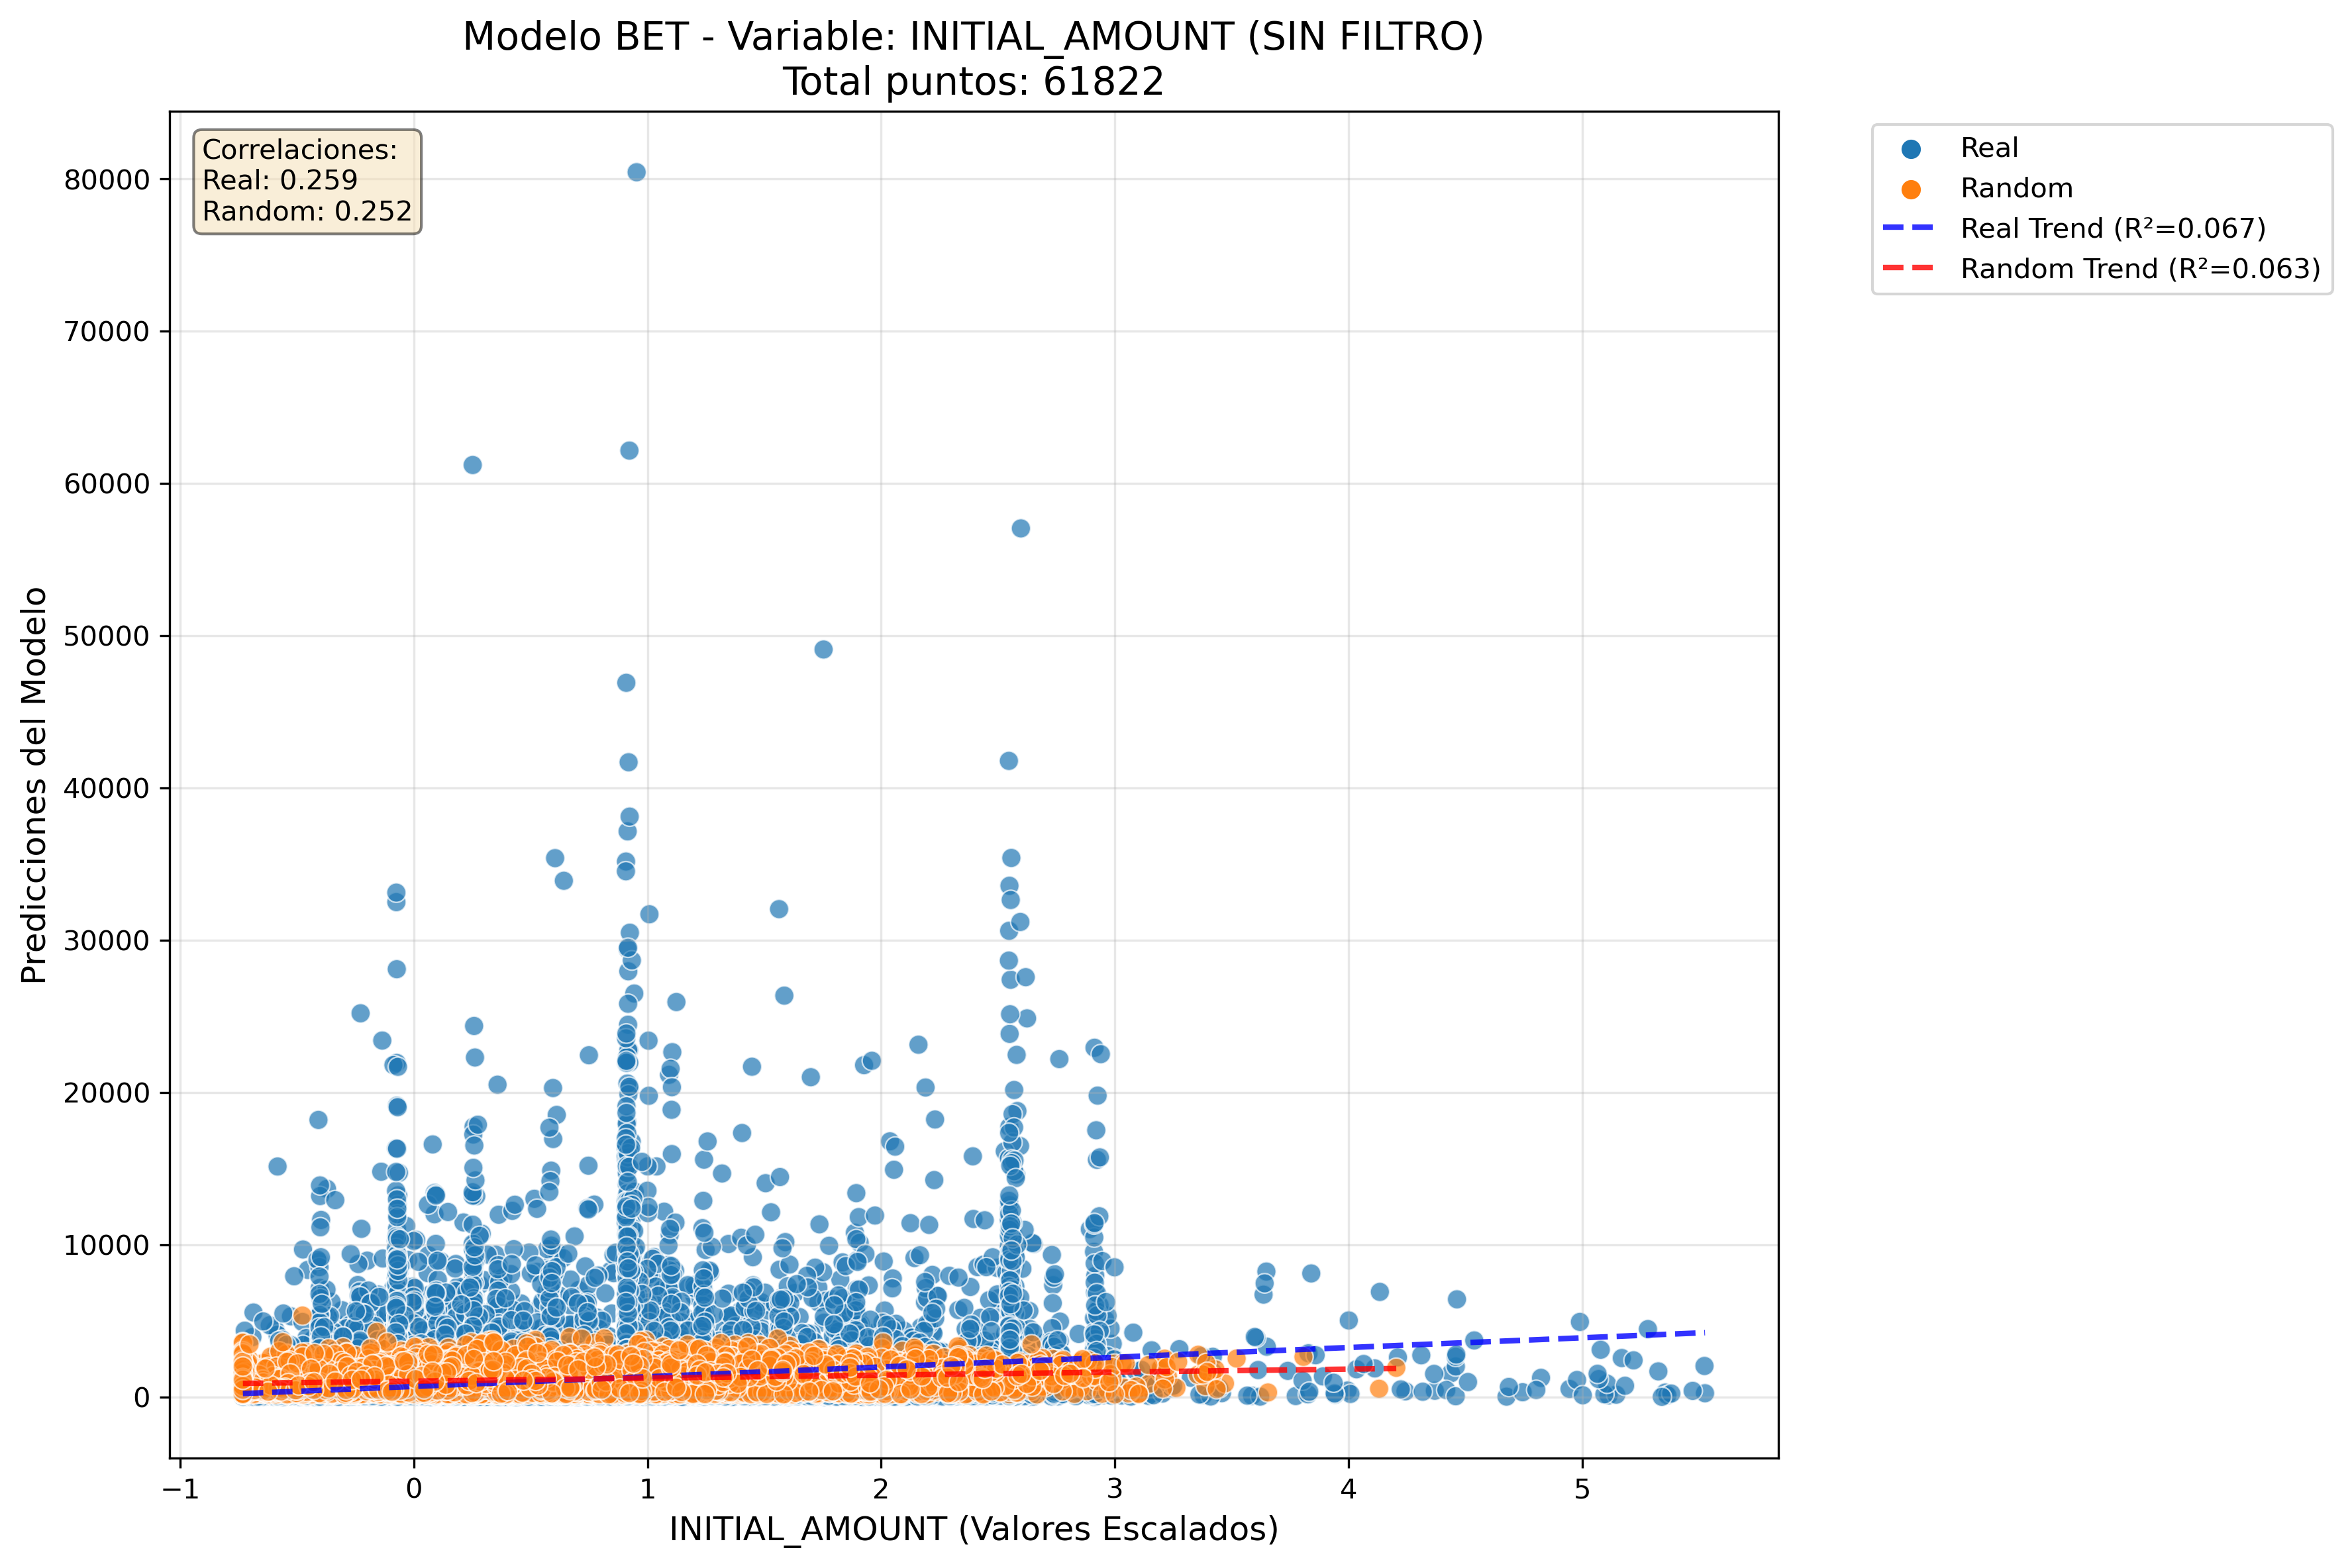 Modelo BET - Variable: INITIAL_AMOUNT (SIN FILTRO)
Total puntos: 61822
Correlaciones:
Real: 0.259
Random: 0.252
Real
Random
Real Trend (R²=0.067)
Random Trend (R²=0.063)
Predicciones del Modelo
80000
70000
60000
50000
40000
30000
20000
10000
0
−1
0
1
2
3
4
5
INITIAL_AMOUNT (Valores Escalados)